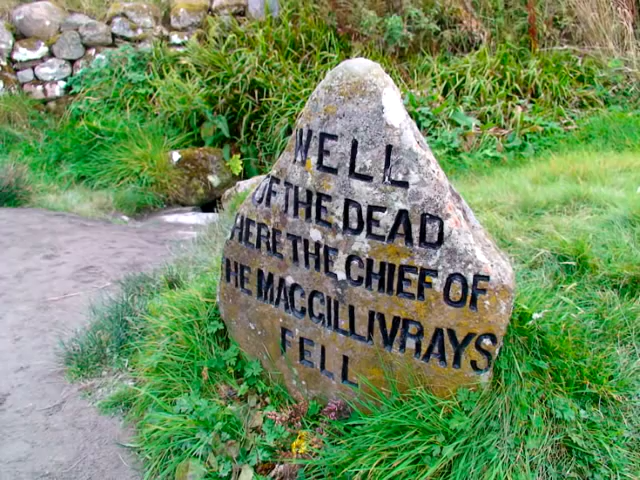 WELL
OF THE DEAD
HERE THE CHIEF OF
THE MACGILLIVRAYS
FELL